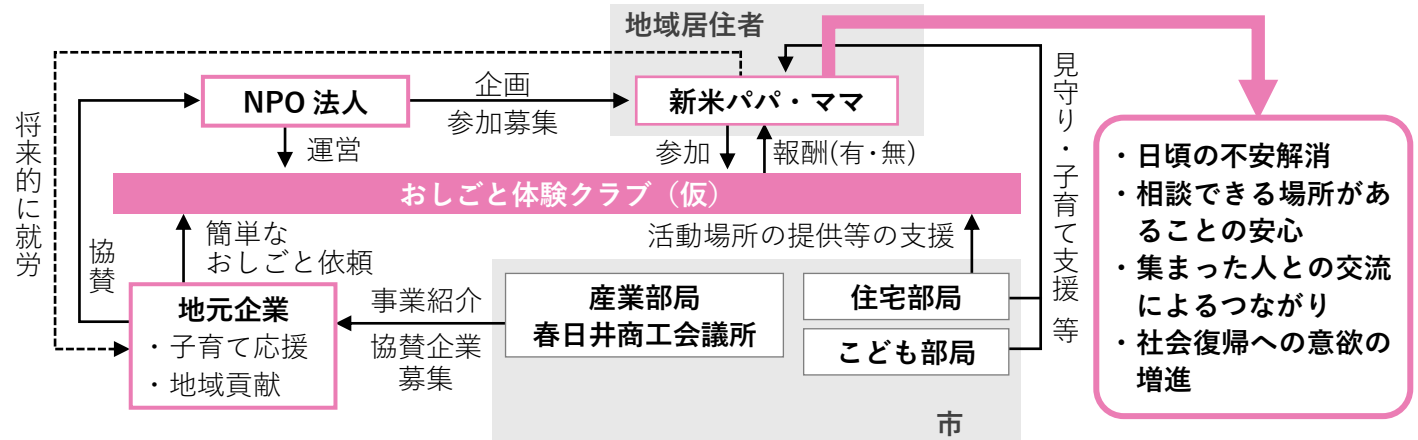 地域居住者
NPO 法人
企画
参加募集
新米パパ・ママ
運営
参加
報酬(有・無)
おしごと体験クラブ（仮）
将来的に就労
協賛
簡単な
おしごと依頼
活動場所の提供等の支援
見守り・子育て支援 等
地元企業
・子育て応援
・地域貢献
事業紹介
協賛企業
募集
産業部局
春日井商工会議所
住宅部局
こども部局
市
・日頃の不安解消
・相談できる場所があ
ることの安心
・集まった人との交流
によるつながり
・社会復帰への意欲の
増進